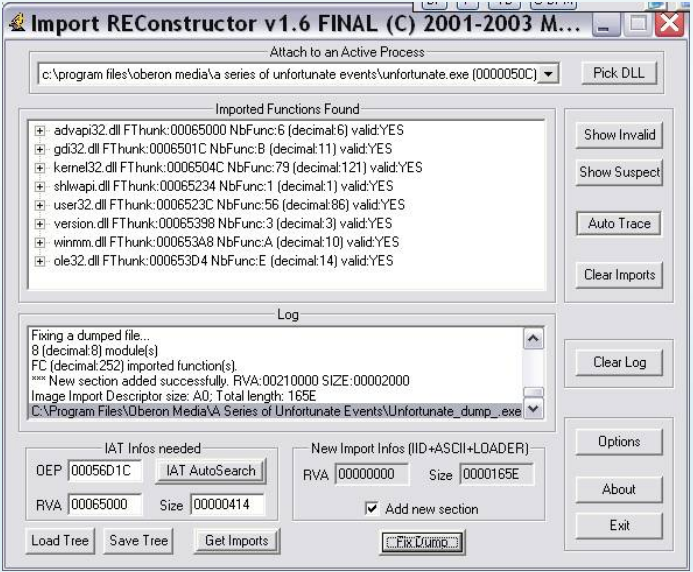 Import REConstructor v1.6 FINAL (C) 2001-2003 M...
Attach to an Active Process
c:\program files\oberon media\a series of unfortunate events\unfortunate.exe (0000050C)
Pick DLL
Imported Functions Found
advapi32.dll FThunk:00065000 NbFunc:6 (decimal:6) valid:YES
gdi32.dll FThunk:0006501C NbFunc:B (decimal:11) valid:YES
kernel32.dll FThunk:0006504C NbFunc:79 (decimal:121) valid:YES
shlwapi.dll FThunk:00065234 NbFunc:1 (decimal:1) valid:YES
user32.dll FThunk:0006523C NbFunc:56 (decimal:86) valid:YES
version.dll FThunk:00065398 NbFunc:3 (decimal:3) valid:YES
winmm.dll FThunk:000653A8 NbFunc:A (decimal:10) valid:YES
ole32.dll FThunk:000653D4 NbFunc:E (decimal:14) valid:YES
Show Invalid
Show Suspect
Auto Trace
Clear Imports
Log
Fixing a dumped file...
8 (decimal:8) module(s)
FC (decimal:252) imported function(s).
*** New section added successfully. RVA:00210000 SIZE:00002000
Image Import Descriptor size: A0; Total length: 165E
C:\Program Files\Oberon Media\A Series of Unfortunate Events\Unfortunate_dump_.exe
Clear Log
IAT Infos needed
OEP 00056D1C IAT AutoSearch
RVA 00065000 Size 00000414
New Import Infos (IID+ASCII+LOADER)
RVA 00000000 Size 0000165E
Add new section
Load Tree Save Tree Get Imports Fix Dump
Options
About
Exit